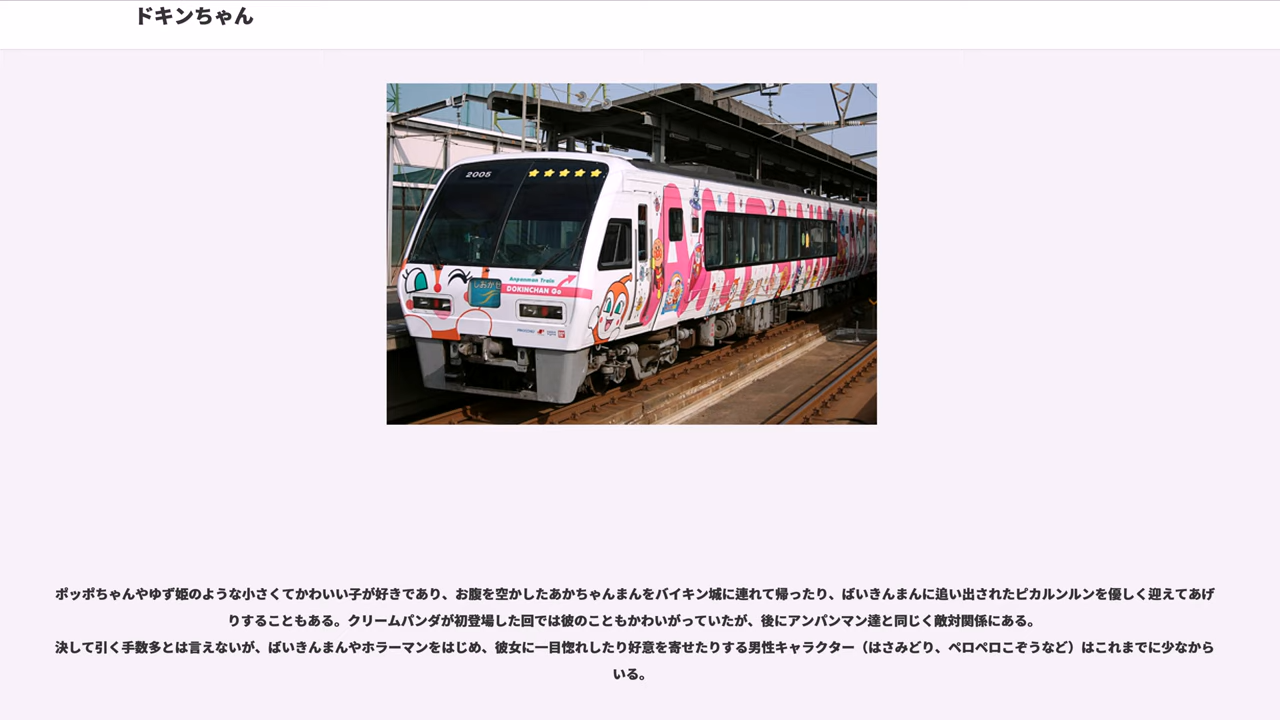 ドキンちゃん
2005
しおかぜ
Anpanman Train
DOKINCHAN Go
ポッポちゃんやゆず姫のような小さくてかわいい子が好きであり、お腹を空かしたあかちゃんまんをバイキン城に連れて帰ったり、ばいきんまんに追い出されたピカルンルンを優しく迎えてあげ
りすることもある。クリームパンダが初登場した回では彼のこともかわいがっていたが、後にアンパンマン達と同じく敵対関係にある。
決して引く手数多とは言えないが、ばいきんまんやホラーマンをはじめ、彼女に一目惚れしたり好意を寄せたりする男性キャラクター（はさみどり、ペロペロこぞうなど）はこれまでに少なから
いる。